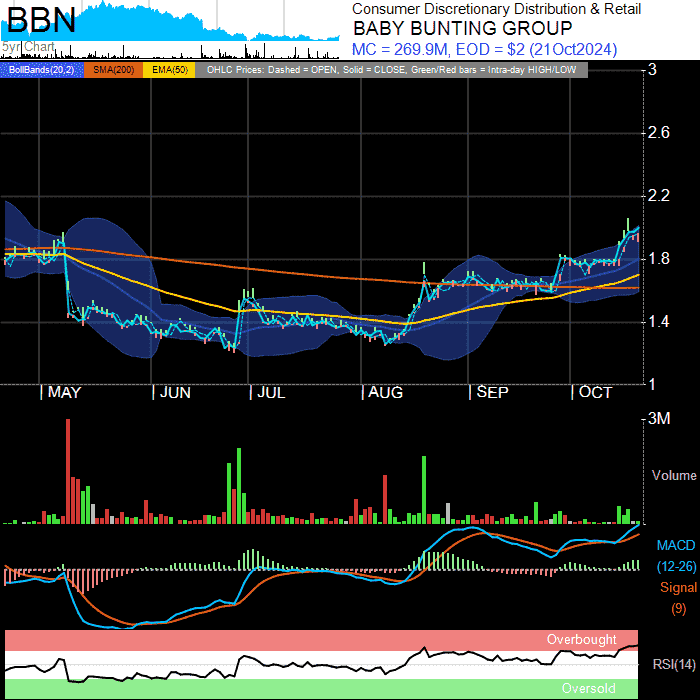 BBN
5yr Chart
Consumer Discretionary Distribution & Retail
BABY BUNTING GROUP
MC = 269.9M, EOD = $2 (21Oct2024)
BollBands(20,2) SMA(200) EMA(50) OHLC Prices: Dashed = OPEN, Solid = CLOSE, Green/Red bars = Intra-day HIGH/LOW
3
2.6
2.2
1.8
1.4
1
MAY JUN JUL AUG SEP OCT
3M
Volume
MACD
(12-26)
Signal
(9)
Overbought
RSI(14)
Oversold